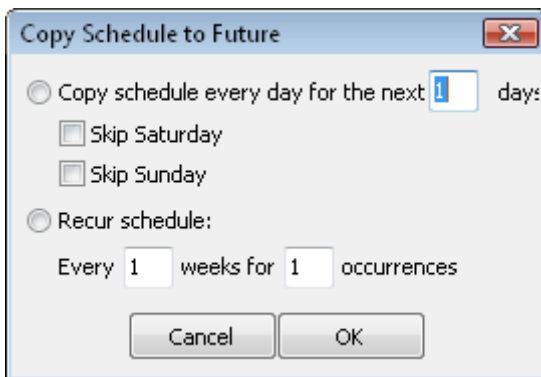 Copy Schedule to Future
Copy schedule every day for the next 1 days
Skip Saturday
Skip Sunday
Recur schedule:
Every 1 weeks for 1 occurrences
Cancel OK